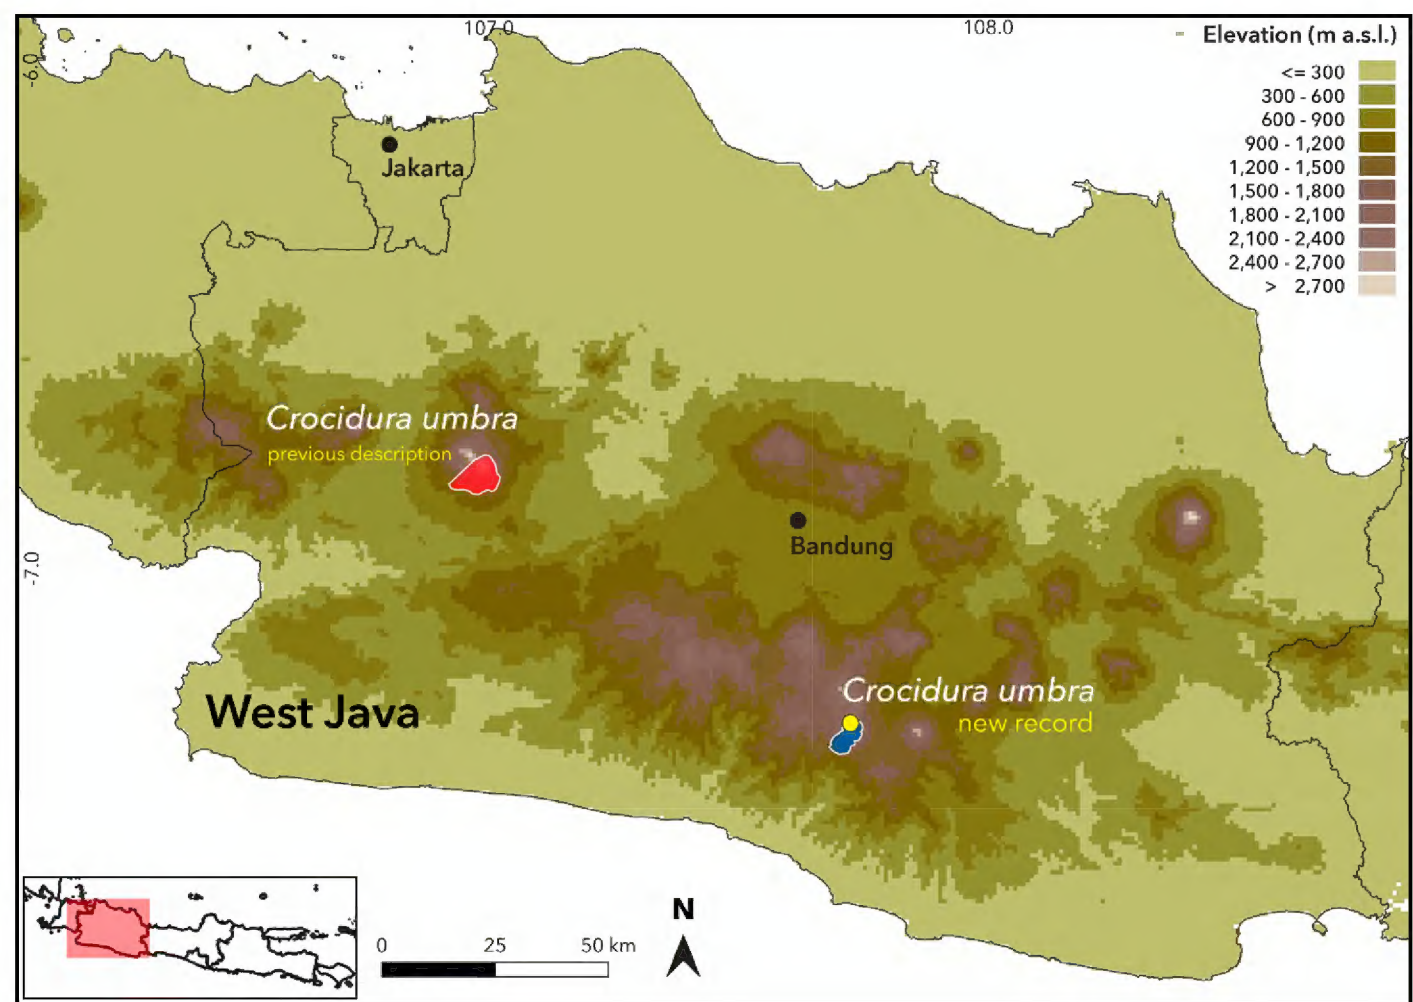 107.0
108.0
-6.0
Elevation (m a.s.l.)
<= 300
300 - 600
600 - 900
900 - 1,200
1,200 - 1,500
1,500 - 1,800
1,800 - 2,100
2,100 - 2,400
2,400 - 2,700
> 2,700
Jakarta
Crocidura umbra
previous description
Bandung
-7.0
Crocidura umbra
new record
West Java
N
0 25 50 km